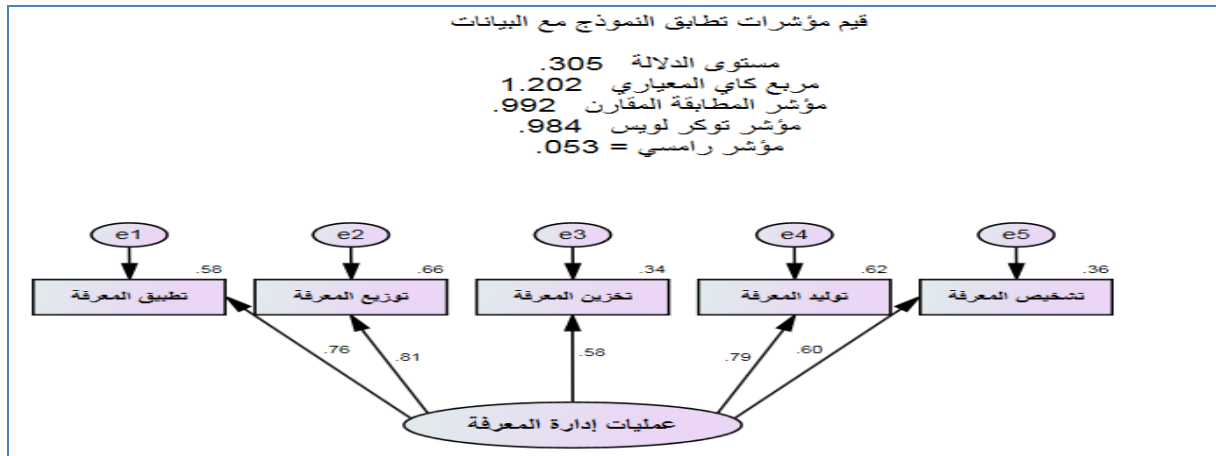 قيم مؤشرات تطابق النموذج مع البيانات
مستوى الدلالة .305
مربع كاي المعياري 1.202
مؤشر المطابقة المقارن .992
مؤشر توكر لويس .984
مؤشر رامسي = .053
e1 e2 e3 e4 e5
.58 .66 .34 .62 .36
تطبيق المعرفة توزيع المعرفة تخزين المعرفة توليد المعرفة تشخيص المعرفة
.76 .81 .58 .79 .60
عمليات إدارة المعرفة